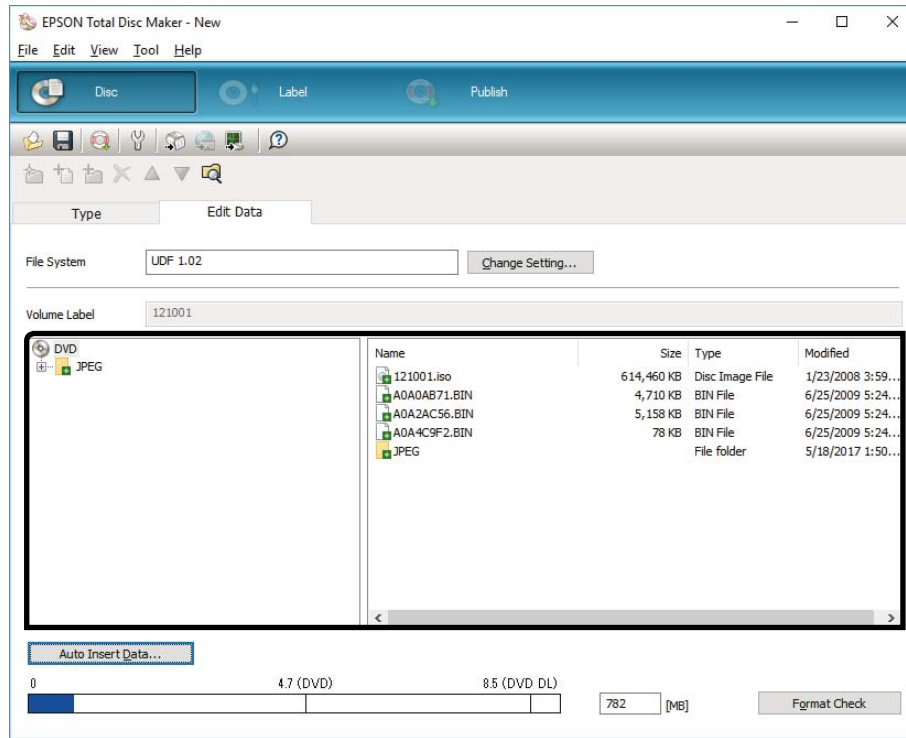 EPSON Total Disc Maker - New
File Edit View Tool Help
Disc Label Publish
Type Edit Data
File System UDF 1.02 Change Setting...
Volume Label 121001
DVD
JPEG
Name Size Type Modified
121001.iso 614,460 KB Disc Image File 1/23/2008 3:59...
A0A0AB71.BIN 4,710 KB BIN File 6/25/2009 5:24...
A0A2AC56.BIN 5,158 KB BIN File 6/25/2009 5:24...
A0A4C9F2.BIN 78 KB BIN File 6/25/2009 5:24...
JPEG File folder 5/18/2017 1:50...
Auto Insert Data...
0 4.7 (DVD) 8.5 (DVD DL)
782 [MB] Format Check